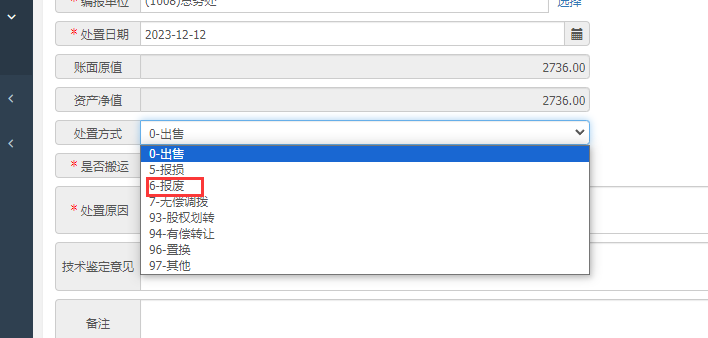 * 编报单位 (1008)总务处 选择
* 处置日期 2023-12-12
账面原值 2736.00
资产净值 2736.00
处置方式 0-出售
0-出售
* 是否搬运 5-报损
6-报废
* 处置原因 7-无偿调拨
93-股权划转
94-有偿转让
96-置换
技术鉴定意见 97-其他
备注